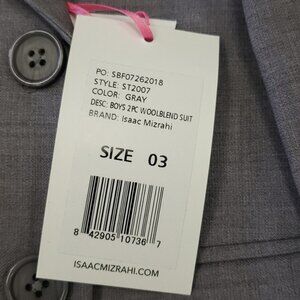 PO: SBF07262018
STYLE: ST2007
COLOR: GRAY
DESC: BOYS 2PC WOOLBLEND SUIT
BRAND: Isaac Mizrahi
SIZE 03
8 42905 10736 7
ISAACMIZRAHI.COM